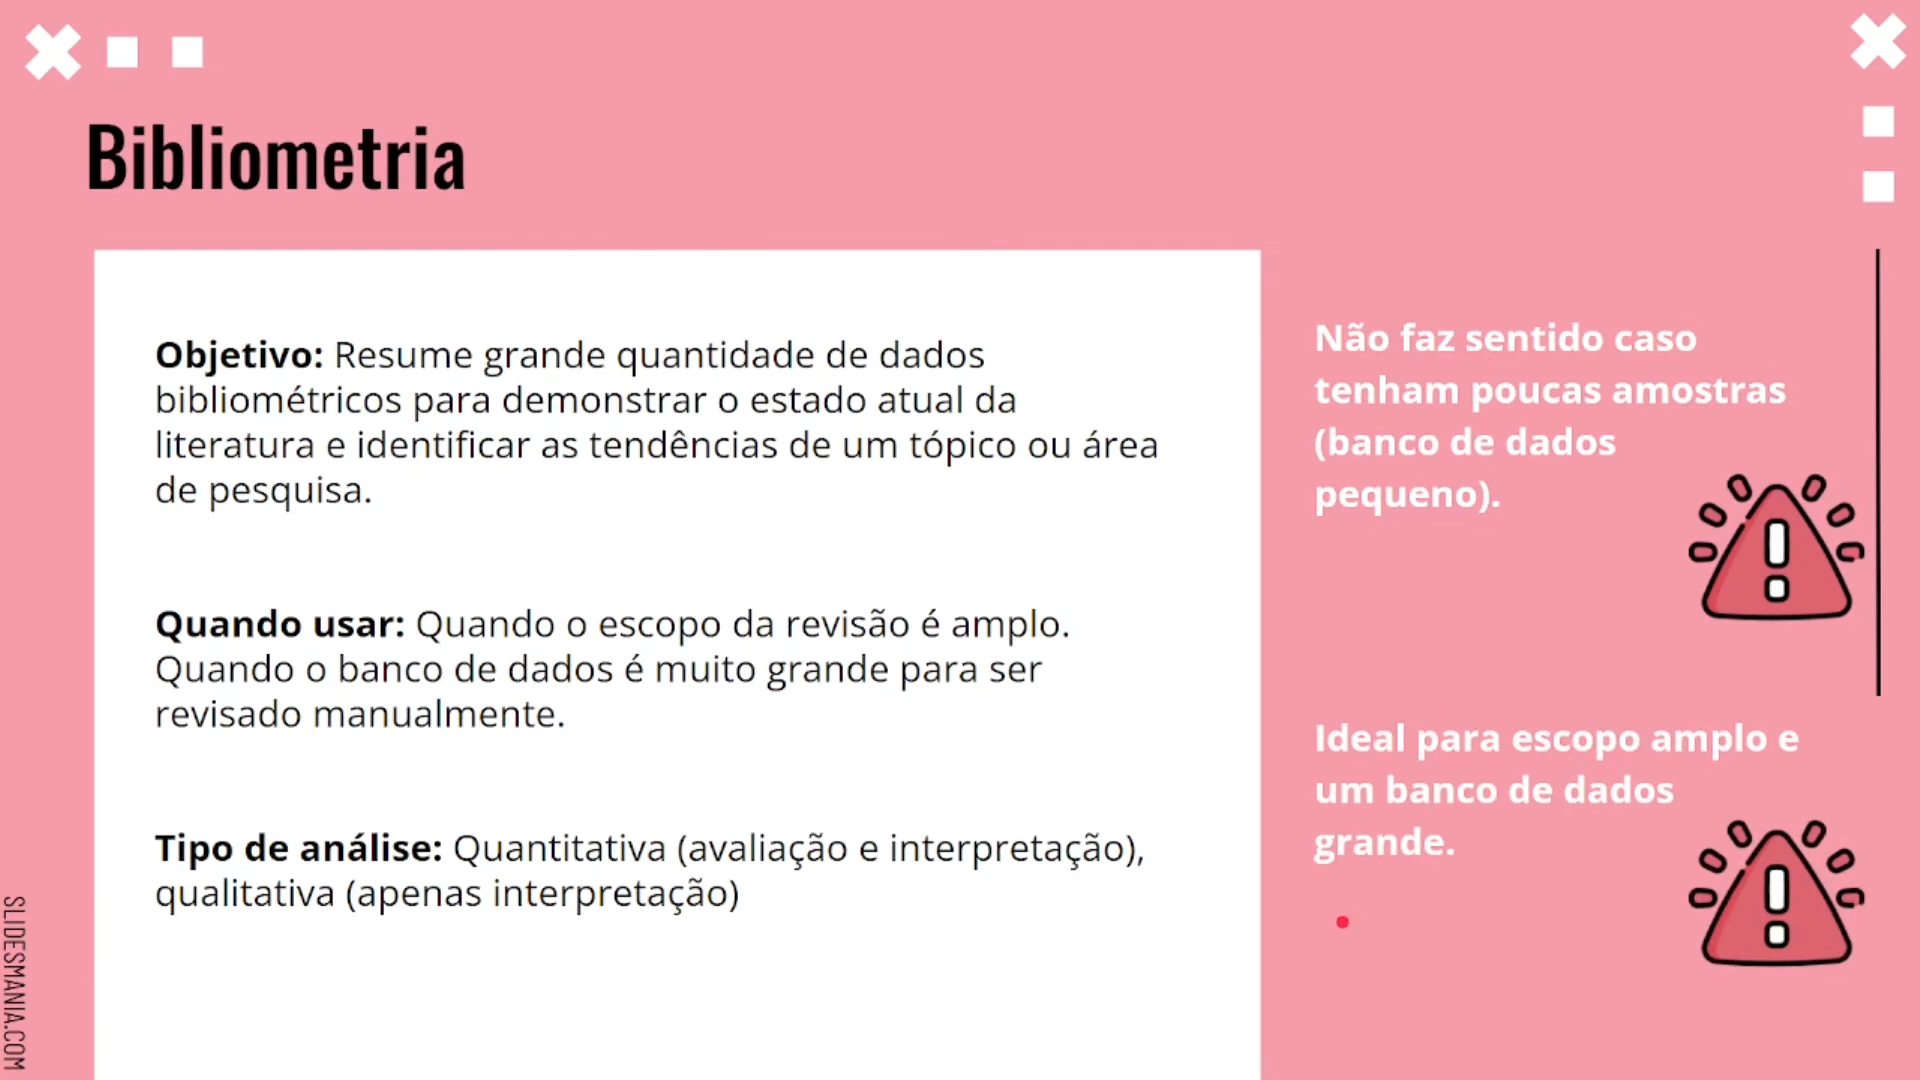 Bibliometria
Objetivo: Resume grande quantidade de dados
bibliométricos para demonstrar o estado atual da
literatura e identificar as tendências de um tópico ou área
de pesquisa.
Quando usar: Quando o escopo da revisão é amplo.
Quando o banco de dados é muito grande para ser
revisado manualmente.
Tipo de análise: Quantitativa (avaliação e interpretação),
qualitativa (apenas interpretação)
Não faz sentido caso
tenham poucas amostras
(banco de dados
pequeno).
Ideal para escopo amplo e
um banco de dados
grande.
SLIDESMANIA.COM